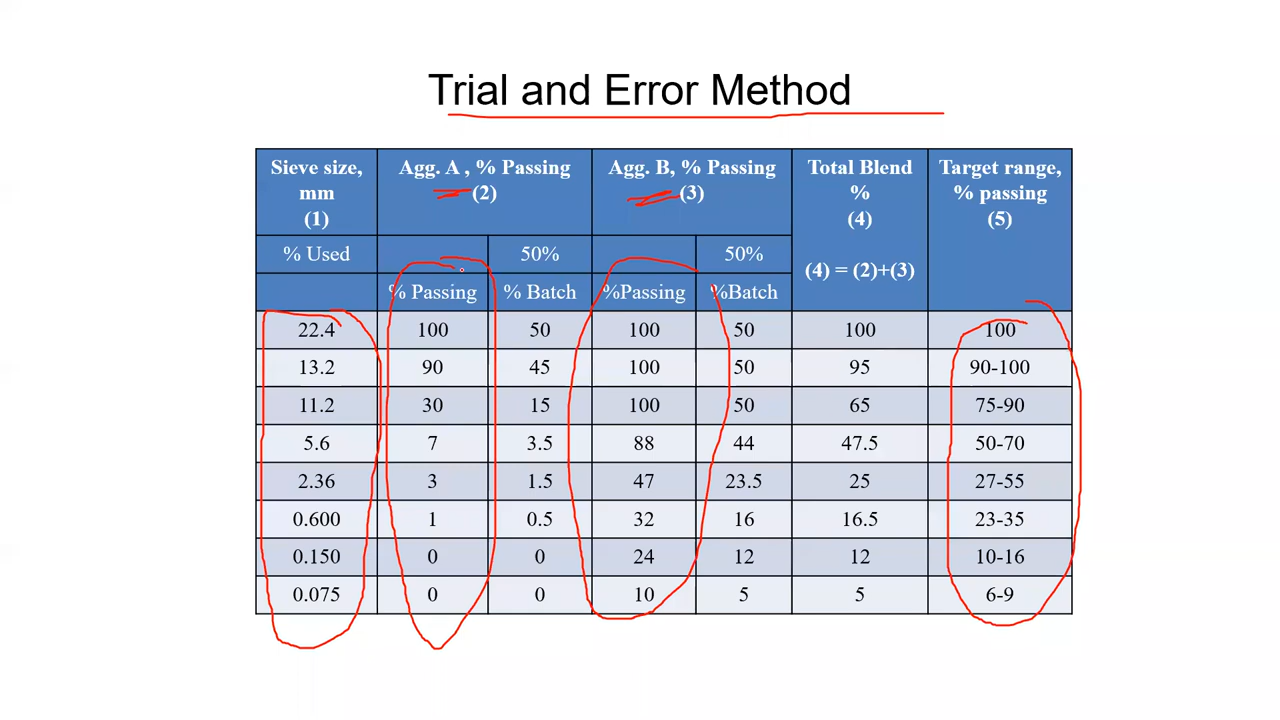 Trial and Error Method
Sieve size, mm (1) Agg. A , % Passing (2) Agg. B, % Passing (3) Total Blend % (4) (4) = (2)+(3) Target range, % passing (5)
% Used 50% 50%
% Passing % Batch %Passing %Batch
22.4 100 50 100 50 100 100
13.2 90 45 100 50 95 90-100
11.2 30 15 100 50 65 75-90
5.6 7 3.5 88 44 47.5 50-70
2.36 3 1.5 47 23.5 25 27-55
0.600 1 0.5 32 16 16.5 23-35
0.150 0 0 24 12 12 10-16
0.075 0 0 10 5 5 6-9